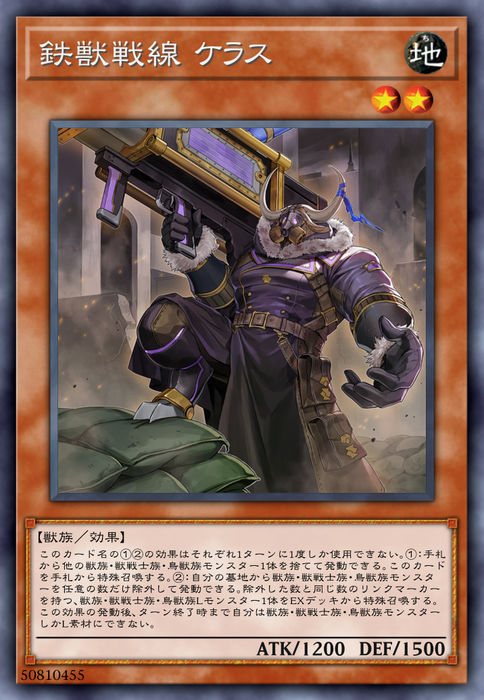 鉄獣戦線 ケラス
ち
地
【獣族／効果】
このカード名の①②の効果はそれぞれ1ターンに1度しか使用できない。①：手札
から他の獣族・獣戦士族・鳥獣族モンスター1体を捨てて発動できる。このカード
を手札から特殊召喚する。②：自分の墓地から獣族・獣戦士族・鳥獣族モンスタ
ーを任意の数だけ除外して発動できる。除外した数と同じ数のリンクマーカー
を持つ、獣族・獣戦士族・鳥獣族Lモンスター1体をEXデッキから特殊召喚する。
この効果の発動後、ターン終了時まで自分は獣族・獣戦士族・鳥獣族モンスター
しかL素材にできない。
ATK/1200 DEF/1500
50810455